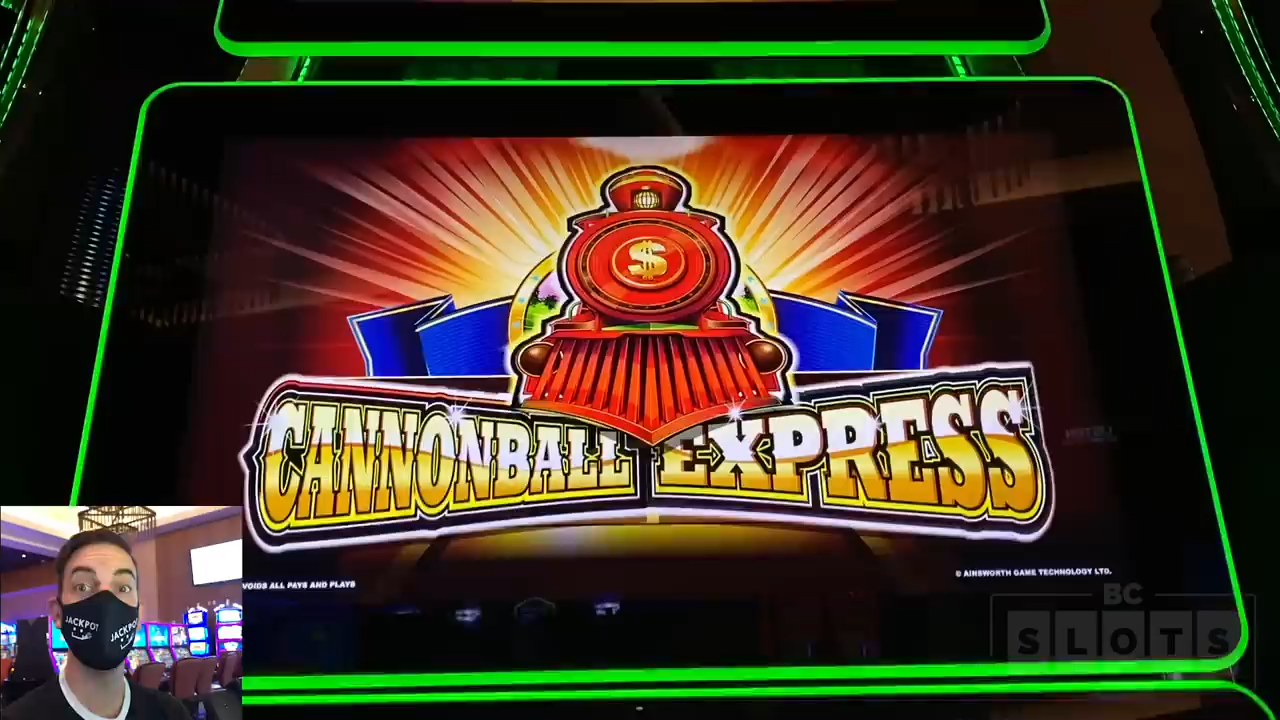 $
CANNONBALL EXPRESS
VOIDS ALL PAYS AND PLAYS
© AINSWORTH GAME TECHNOLOGY LTD.
BC
SLOTS
JACKPOT
JACKPOT